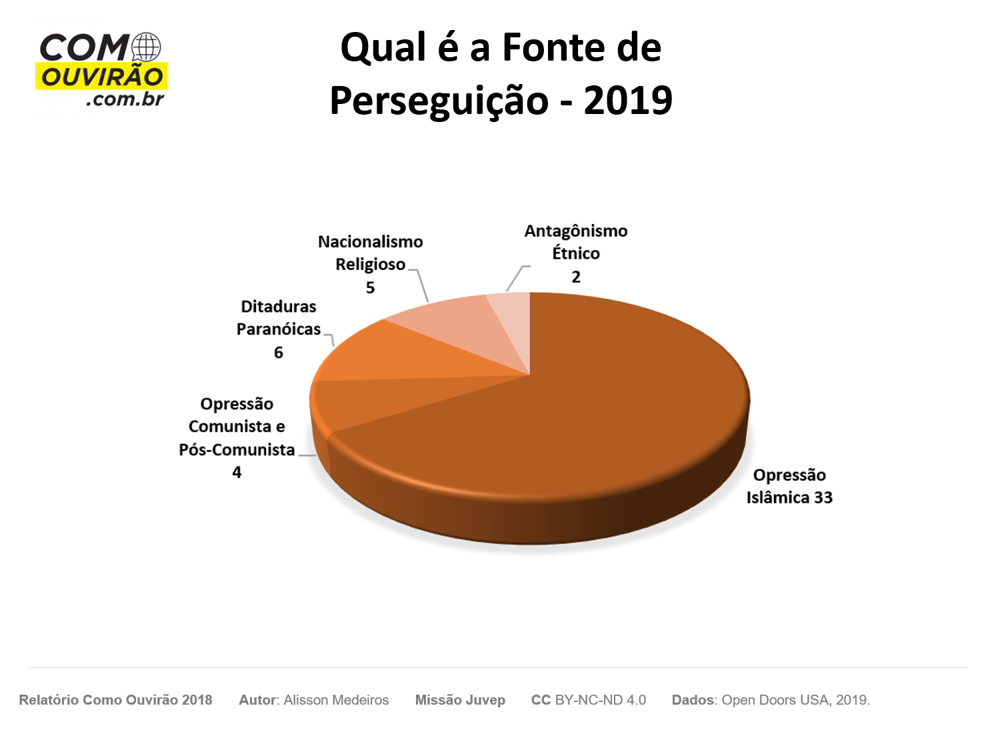 COMO
OUVIRÃO
.com.br
Qual é a Fonte de
Perseguição - 2019
Antagônismo
Étnico
2
Nacionalismo
Religioso
5
Ditaduras
Paranóicas
6
Opressão
Comunista e
Pós-Comunista
4
Opressão
Islâmica 33
Relatório Como Ouvirão 2018 Autor: Alisson Medeiros Missão Juvep CC BY-NC-ND 4.0 Dados: Open Doors USA, 2019.